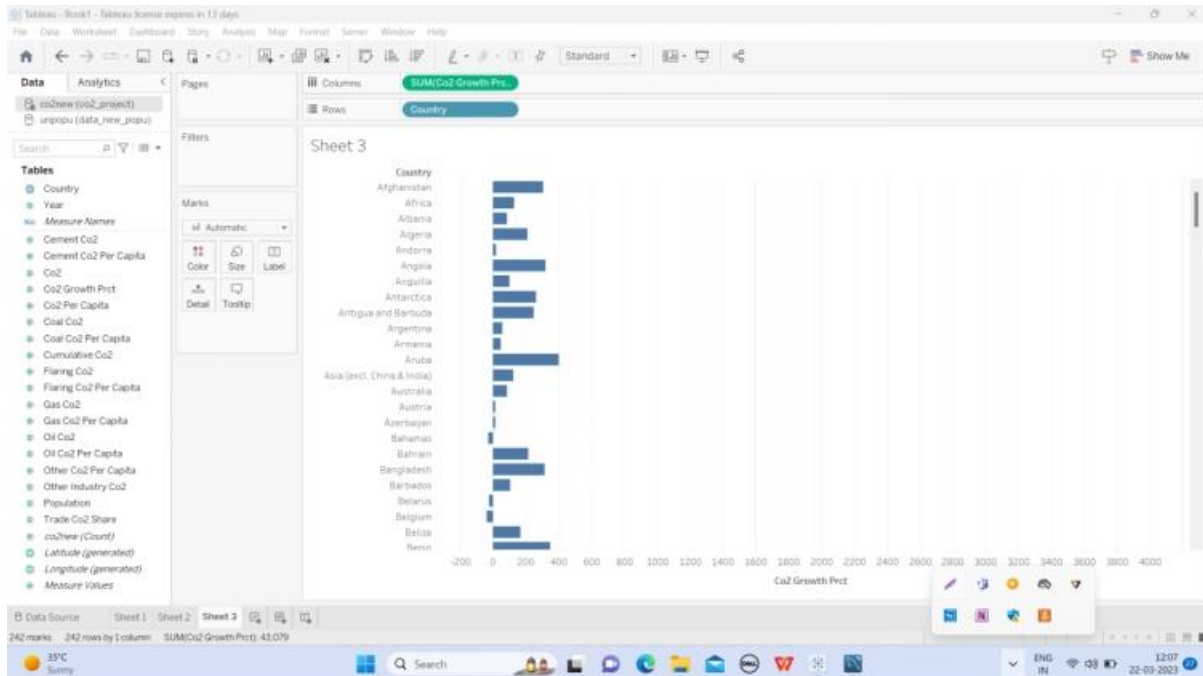 Tableau - Book1 - Tableau license expires in 12 days
File Data Worksheet Dashboard Story Analysis Map Format Server Window Help
Standard
Show Me
Data Analytics
co2new (co2_project)
unpopu (data_new_popu)
Search
Tables
Country
Year
Abc Measure Names
Cement Co2
Cement Co2 Per Capita
Co2
Co2 Growth Prct
Co2 Per Capita
Coal Co2
Coal Co2 Per Capita
Cumulative Co2
Flaring Co2
Flaring Co2 Per Capita
Gas Co2
Gas Co2 Per Capita
Oil Co2
Oil Co2 Per Capita
Other Co2 Per Capita
Other Industry Co2
Population
Trade Co2 Share
co2new (Count)
Latitude (generated)
Longitude (generated)
Measure Values
Pages
Filters
Marks
Automatic
Color Size Label
Detail Tooltip
Columns SUM(Co2 Growth Prc..
Rows Country
Sheet 3
Country
Afghanistan
Africa
Albania
Algeria
Andorra
Angola
Anguilla
Antarctica
Antigua and Barbuda
Argentina
Armenia
Aruba
Asia (excl. China & India)
Australia
Austria
Azerbaijan
Bahamas
Bahrain
Bangladesh
Barbados
Belarus
Belgium
Belize
Benin
-200 0 200 400 600 800 1000 1200 1400 1600 1800 2000 2200 2400 2600 2800 3000 3200 3400 3600 3800 4000
Co2 Growth Prct
Data Source Sheet 1 Sheet 2 Sheet 3
242 marks 242 rows by 1 column SUM(Co2 Growth Prct): 43,079
35°C
Sunny
Search
ENG
IN
12:07
22-03-2023